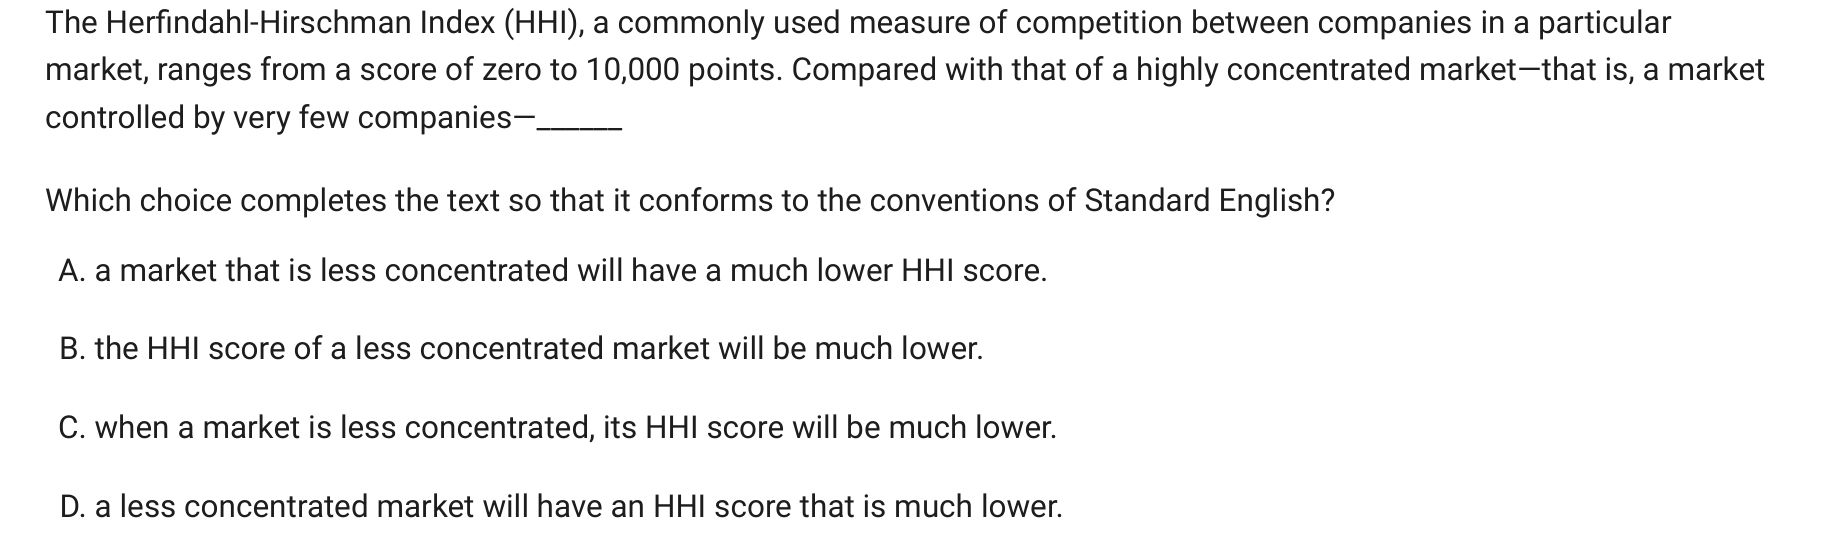 The Herfindahl-Hirschman Index (HHI), a commonly used measure of competition between companies in a particular
market, ranges from a score of zero to 10,000 points. Compared with that of a highly concentrated market—that is, a market
controlled by very few companies—______
Which choice completes the text so that it conforms to the conventions of Standard English?
A. a market that is less concentrated will have a much lower HHI score.
B. the HHI score of a less concentrated market will be much lower.
C. when a market is less concentrated, its HHI score will be much lower.
D. a less concentrated market will have an HHI score that is much lower.